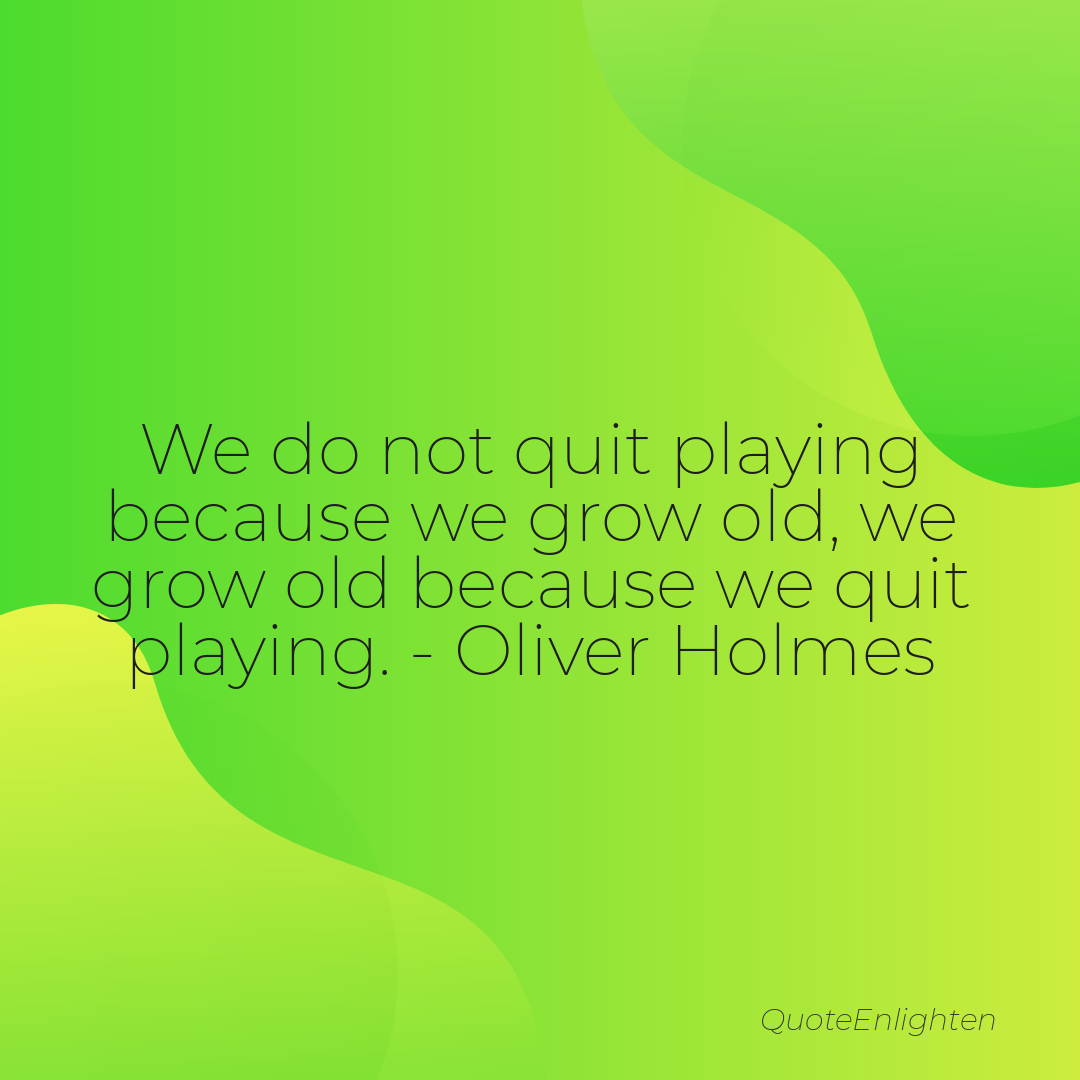 We do not quit playing
because we grow old, we
grow old because we quit
playing. - Oliver Holmes
QuoteEnlighten